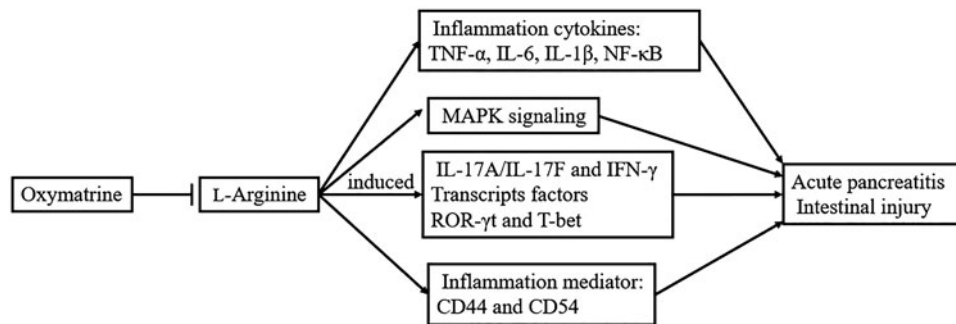 Inflammation cytokines:
TNF-α, IL-6, IL-1β, NF-κB
MAPK signaling
Oxymatrine
L-Arginine
induced
IL-17A/IL-17F and IFN-γ
Transcripts factors
ROR-γt and T-bet
Acute pancreatitis
Intestinal injury
Inflammation mediator:
CD44 and CD54